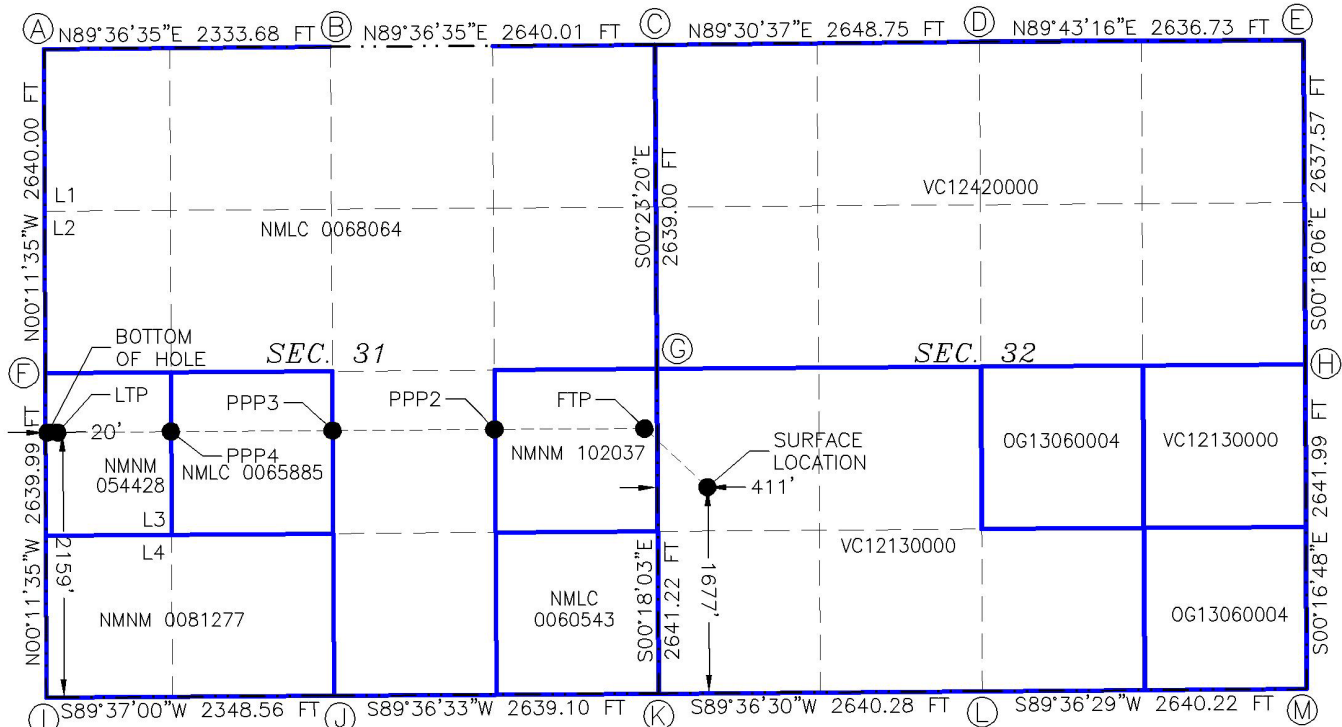 A
N89°36'35"E 2333.68 FT
B
N89°36'35"E 2640.01 FT
C
N89°30'37"E 2648.75 FT
D
N89°43'16"E 2636.73 FT
E
N00°11'35"W 2640.00 FT
S00°23'20"E
2639.00 FT
S00°18'06"E 2637.57 FT
L1
L2
NMLC 0068064
VC12420000
BOTTOM
OF HOLE
SEC. 31
G
SEC. 32
F
H
LTP
PPP3
PPP2
FTP
20'
PPP4
SURFACE
LOCATION
NMNM
054428
NMLC 0065885
NMNM 102037
OG13060004
VC12130000
411'
L3
L4
N00°11'35"W 2639.99 FT
2159'
S00°18'03"E
2641.22 FT
1677'
VC12130000
S00°16'48"E 2641.99 FT
NMNM 0081277
NMLC
0060543
OG13060004
I
S89°37'00"W 2348.56 FT
J
S89°36'33"W 2639.10 FT
K
S89°36'30"W 2640.28 FT
L
S89°36'29"W 2640.22 FT
M